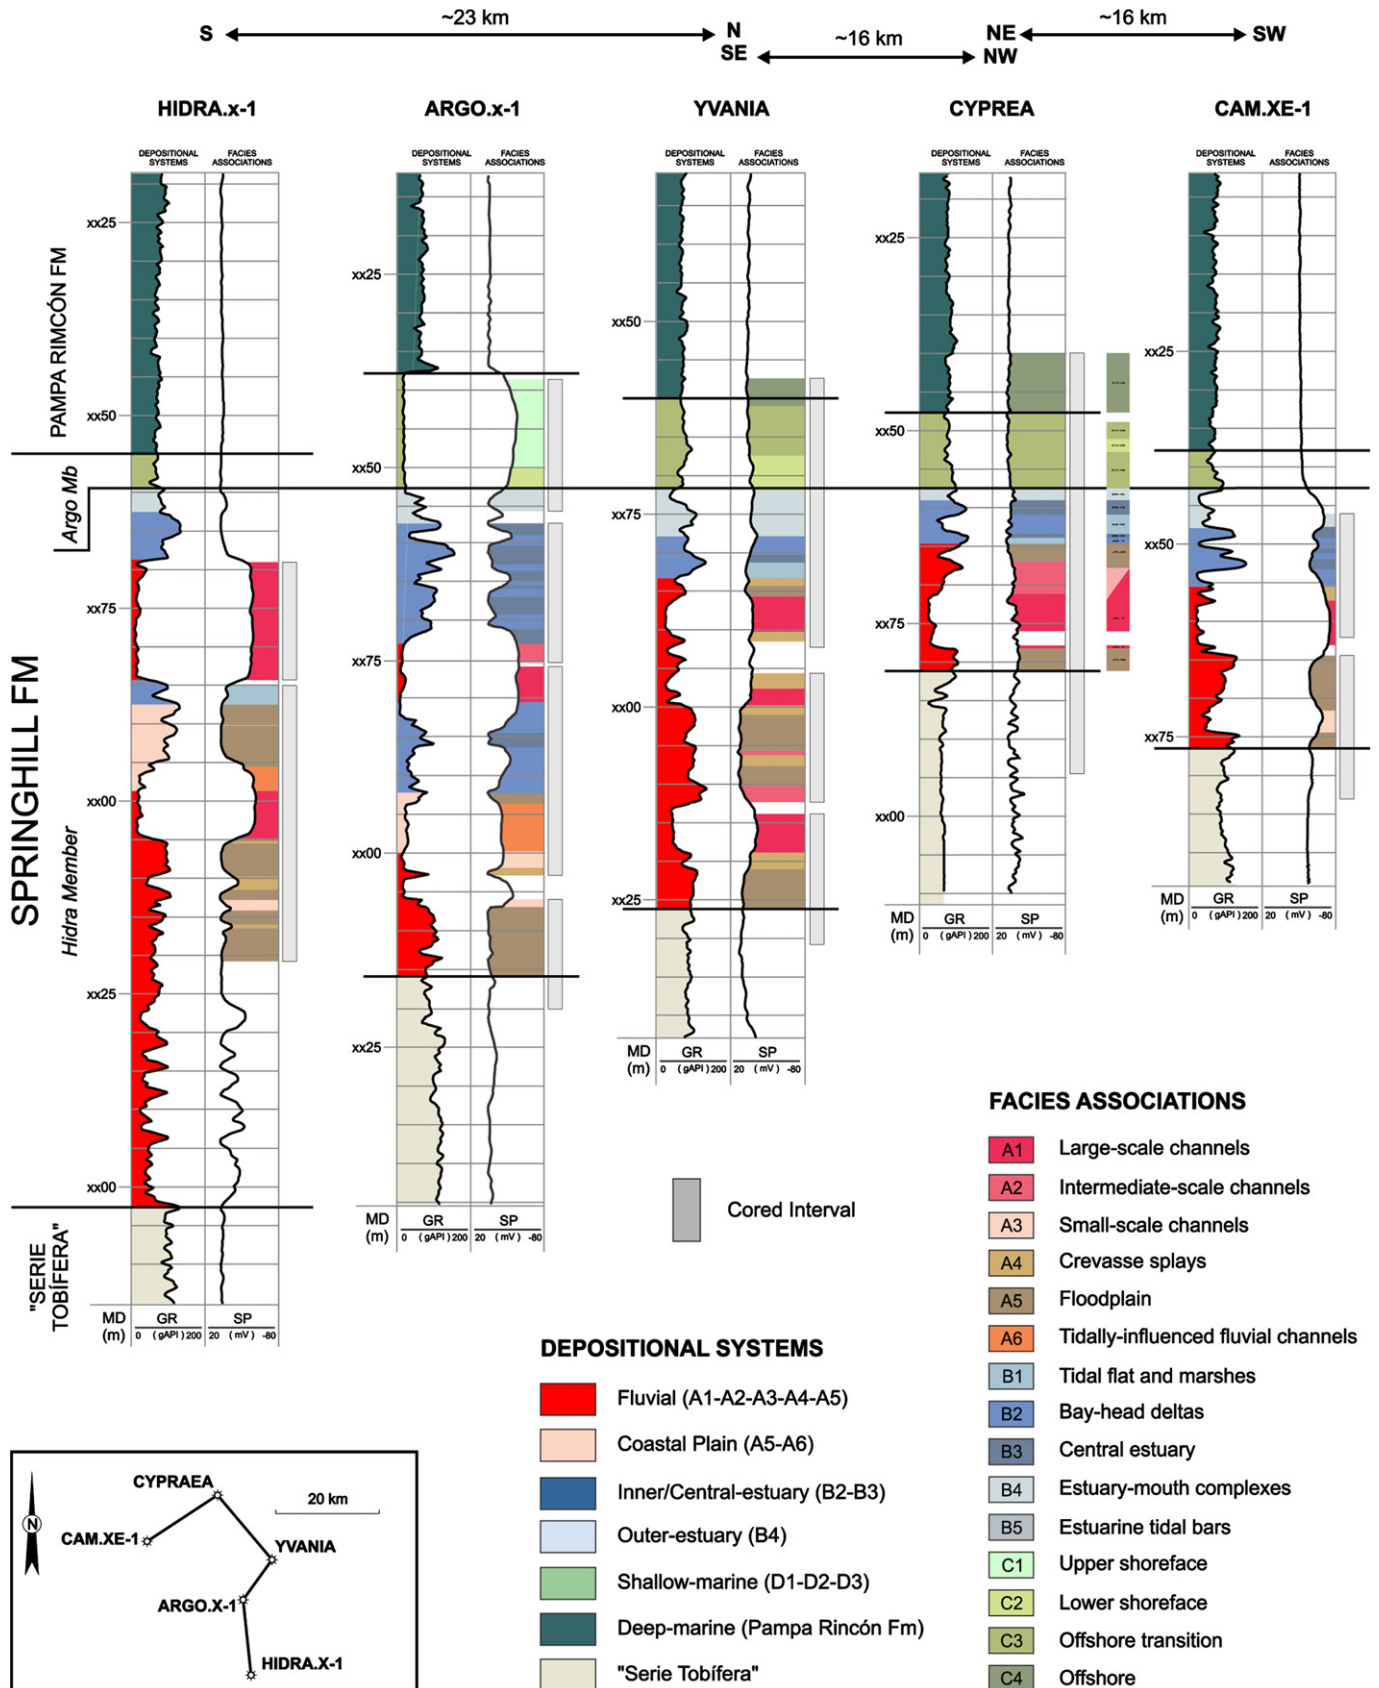 ~23 km
~16 km
S
N
NE
SW
SE
~16 km
NW
HIDRA.x-1
ARGO.x-1
YVANIA
CYPREA
CAM.XE-1
DEPOSITIONAL SYSTEMS
FACIES ASSOCIATIONS
DEPOSITIONAL SYSTEMS
FACIES ASSOCIATIONS
DEPOSITIONAL SYSTEMS
FACIES ASSOCIATIONS
DEPOSITIONAL SYSTEMS
FACIES ASSOCIATIONS
DEPOSITIONAL SYSTEMS
FACIES ASSOCIATIONS
PAMPA RIMCÓN FM
Argo Mb
SPRINGHILL FM
Hidra Member
"SERIE
TOBÍFERA"
xx25
xx50
xx75
xx00
xx25
xx00
MD
(m)
GR
0 (gAPI) 200
SP
20 (mV) -80
xx25
xx50
xx75
xx00
xx25
MD
(m)
GR
0 (gAPI) 200
SP
20 (mV) -80
xx50
xx75
xx00
xx25
MD
(m)
GR
0 (gAPI) 200
SP
20 (mV) -80
xx25
xx50
xx75
xx00
MD
(m)
GR
0 (gAPI) 200
SP
20 (mV) -80
xx25
xx50
xx75
MD
(m)
GR
0 (gAPI) 200
SP
20 (mV) -80
Cored Interval
FACIES ASSOCIATIONS
A1 Large-scale channels
A2 Intermediate-scale channels
A3 Small-scale channels
A4 Crevasse splays
A5 Floodplain
A6 Tidally-influenced fluvial channels
B1 Tidal flat and marshes
B2 Bay-head deltas
B3 Central estuary
B4 Estuary-mouth complexes
B5 Estuarine tidal bars
C1 Upper shoreface
C2 Lower shoreface
C3 Offshore transition
C4 Offshore
DEPOSITIONAL SYSTEMS
Fluvial (A1-A2-A3-A4-A5)
Coastal Plain (A5-A6)
Inner/Central-estuary (B2-B3)
Outer-estuary (B4)
Shallow-marine (D1-D2-D3)
Deep-marine (Pampa Rincón Fm)
"Serie Tobífera"
N
CYPRAEA
20 km
CAM.XE-1
YVANIA
ARGO.X-1
HIDRA.X-1